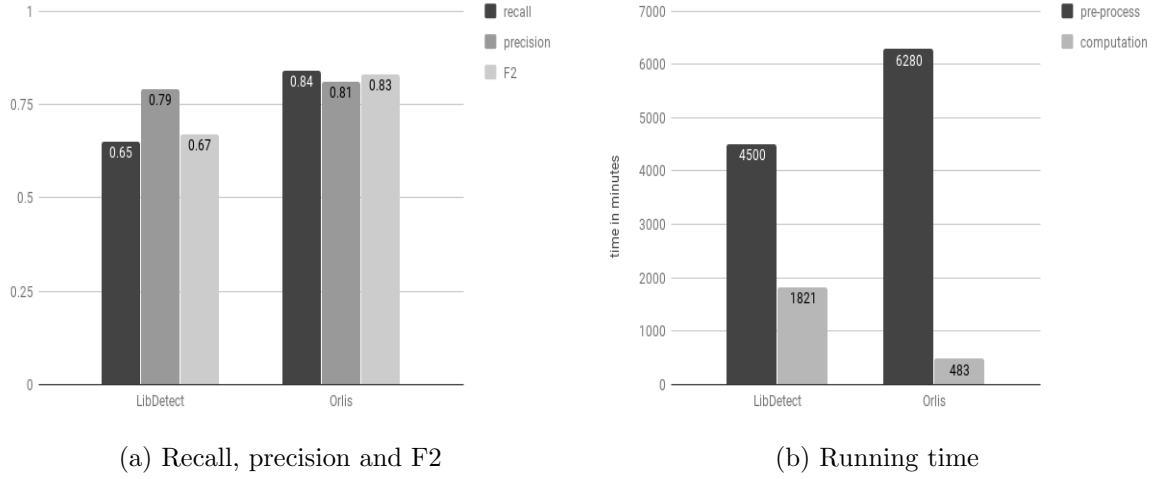 1
0.75
0.5
0.25
0
0.65
0.79
0.67
0.84
0.81
0.83
LibDetect
Orlis
recall
precision
F2
(a) Recall, precision and F2
time in minutes
7000
6000
5000
4000
3000
2000
1000
0
4500
1821
6280
483
LibDetect
Orlis
pre-process
computation
(b) Running time